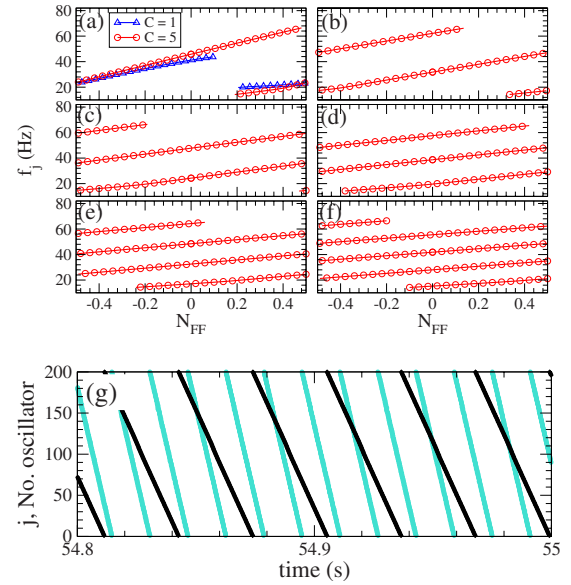 (a)
C = 1
C = 5
(b)
80
60
40
20
(c)
(d)
80
60
40
20
f_j (Hz)
(e)
(f)
80
60
40
20
-0.4 -0.2 0 0.2 0.4
-0.4 -0.2 0 0.2 0.4
N_FF
N_FF
(g)
200
150
100
50
0
j, No. oscillator
54.8 54.9 55
time (s)